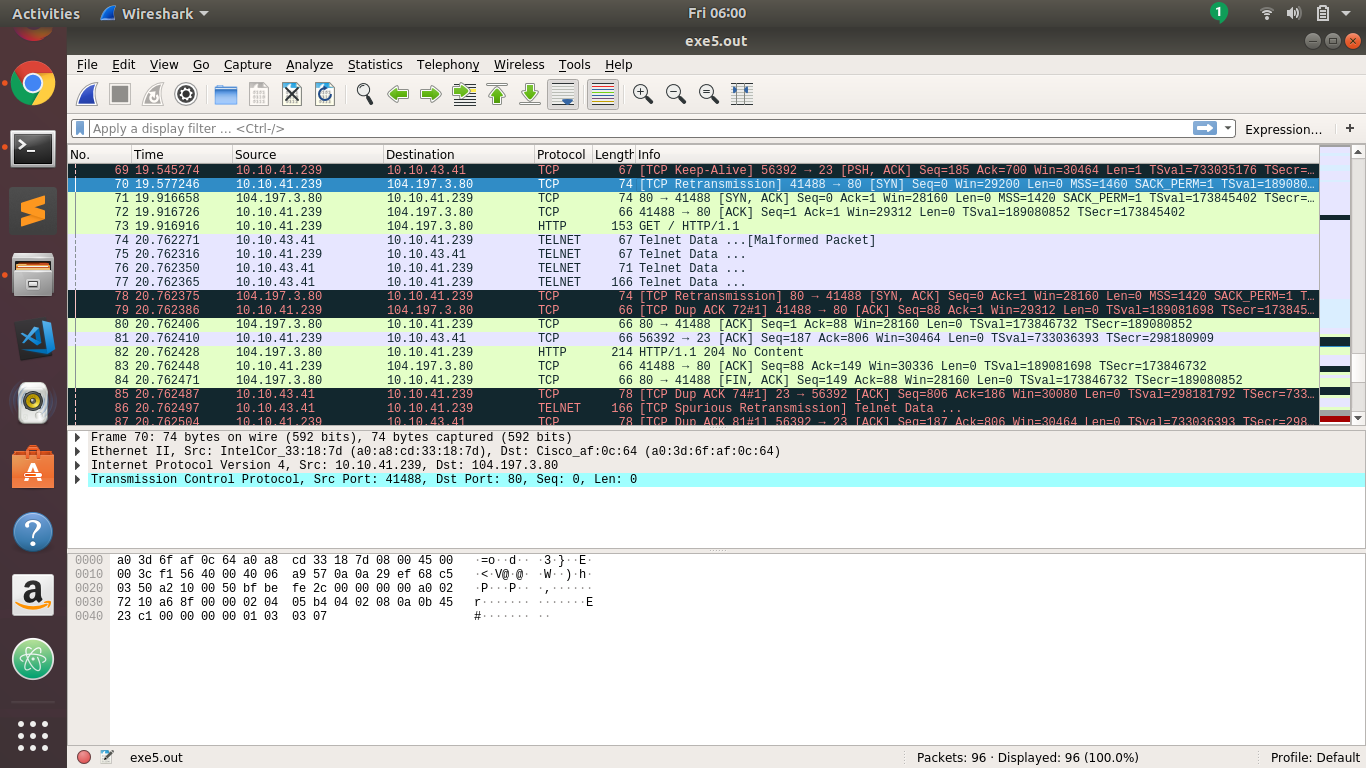 Activities Wireshark Fri 06:00 1
exe5.out
File Edit View Go Capture Analyze Statistics Telephony Wireless Tools Help
Apply a display filter ... <Ctrl-/> Expression... +
No. Time Source Destination Protocol Length Info
69 19.545274 10.10.41.239 10.10.43.41 TCP 67 [TCP Keep-Alive] 56392 → 23 [PSH, ACK] Seq=185 Ack=700 Win=30464 Len=1 TSval=733035176 TSecr=…
70 19.577246 10.10.41.239 104.197.3.80 TCP 74 [TCP Retransmission] 41488 → 80 [SYN] Seq=0 Win=29200 Len=0 MSS=1460 SACK_PERM=1 TSval=189080…
71 19.916658 104.197.3.80 10.10.41.239 TCP 74 80 → 41488 [SYN, ACK] Seq=0 Ack=1 Win=28160 Len=0 MSS=1420 SACK_PERM=1 TSval=173845402 TSecr=…
72 19.916726 10.10.41.239 104.197.3.80 TCP 66 41488 → 80 [ACK] Seq=1 Ack=1 Win=29312 Len=0 TSval=189080852 TSecr=173845402
73 19.916916 10.10.41.239 104.197.3.80 HTTP 153 GET / HTTP/1.1
74 20.762271 10.10.43.41 10.10.41.239 TELNET 67 Telnet Data ...[Malformed Packet]
75 20.762316 10.10.41.239 10.10.43.41 TELNET 67 Telnet Data ...
76 20.762350 10.10.43.41 10.10.41.239 TELNET 71 Telnet Data ...
77 20.762365 10.10.43.41 10.10.41.239 TELNET 166 Telnet Data ...
78 20.762375 104.197.3.80 10.10.41.239 TCP 74 [TCP Retransmission] 80 → 41488 [SYN, ACK] Seq=0 Ack=1 Win=28160 Len=0 MSS=1420 SACK_PERM=1 T…
79 20.762386 10.10.41.239 104.197.3.80 TCP 66 [TCP Dup ACK 72#1] 41488 → 80 [ACK] Seq=88 Ack=1 Win=29312 Len=0 TSval=189081698 TSecr=173845…
80 20.762406 104.197.3.80 10.10.41.239 TCP 66 80 → 41488 [ACK] Seq=1 Ack=88 Win=28160 Len=0 TSval=173846732 TSecr=189080852
81 20.762410 10.10.41.239 10.10.43.41 TCP 66 56392 → 23 [ACK] Seq=187 Ack=806 Win=30464 Len=0 TSval=733036393 TSecr=298180909
82 20.762428 104.197.3.80 10.10.41.239 HTTP 214 HTTP/1.1 204 No Content
83 20.762448 10.10.41.239 104.197.3.80 TCP 66 41488 → 80 [ACK] Seq=88 Ack=149 Win=30336 Len=0 TSval=189081698 TSecr=173846732
84 20.762471 104.197.3.80 10.10.41.239 TCP 66 80 → 41488 [FIN, ACK] Seq=149 Ack=88 Win=28160 Len=0 TSval=173846732 TSecr=189080852
85 20.762487 10.10.43.41 10.10.41.239 TCP 78 [TCP Dup ACK 74#1] 23 → 56392 [ACK] Seq=806 Ack=186 Win=30080 Len=0 TSval=298181792 TSecr=733…
86 20.762497 10.10.43.41 10.10.41.239 TELNET 166 [TCP Spurious Retransmission] Telnet Data ...
87 20.762504 10.10.41.239 10.10.43.41 TCP 78 [TCP Dup ACK 81#1] 56392 → 23 [ACK] Seq=187 Ack=806 Win=30464 Len=0 TSval=733036393 TSecr=298…
Frame 70: 74 bytes on wire (592 bits), 74 bytes captured (592 bits)
Ethernet II, Src: IntelCor_33:18:7d (a0:a8:cd:33:18:7d), Dst: Cisco_af:0c:64 (a0:3d:6f:af:0c:64)
Internet Protocol Version 4, Src: 10.10.41.239, Dst: 104.197.3.80
Transmission Control Protocol, Src Port: 41488, Dst Port: 80, Seq: 0, Len: 0
0000 a0 3d 6f af 0c 64 a0 a8 cd 33 18 7d 08 00 45 00 ·=o··d·· ·3·}··E·
0010 00 3c f1 56 40 00 40 06 a9 57 0a 0a 29 ef 68 c5 ·<·V@·@· ·W··)·h·
0020 03 50 a2 10 00 50 bf be fe 2c 00 00 00 00 a0 02 ·P···P·· ·,······
0030 72 10 a6 8f 00 00 02 04 05 b4 04 02 08 0a 0b 45 r······· ·······E
0040 23 c1 00 00 00 00 01 03 03 07 #······· ··
exe5.out Packets: 96 · Displayed: 96 (100.0%) Profile: Default